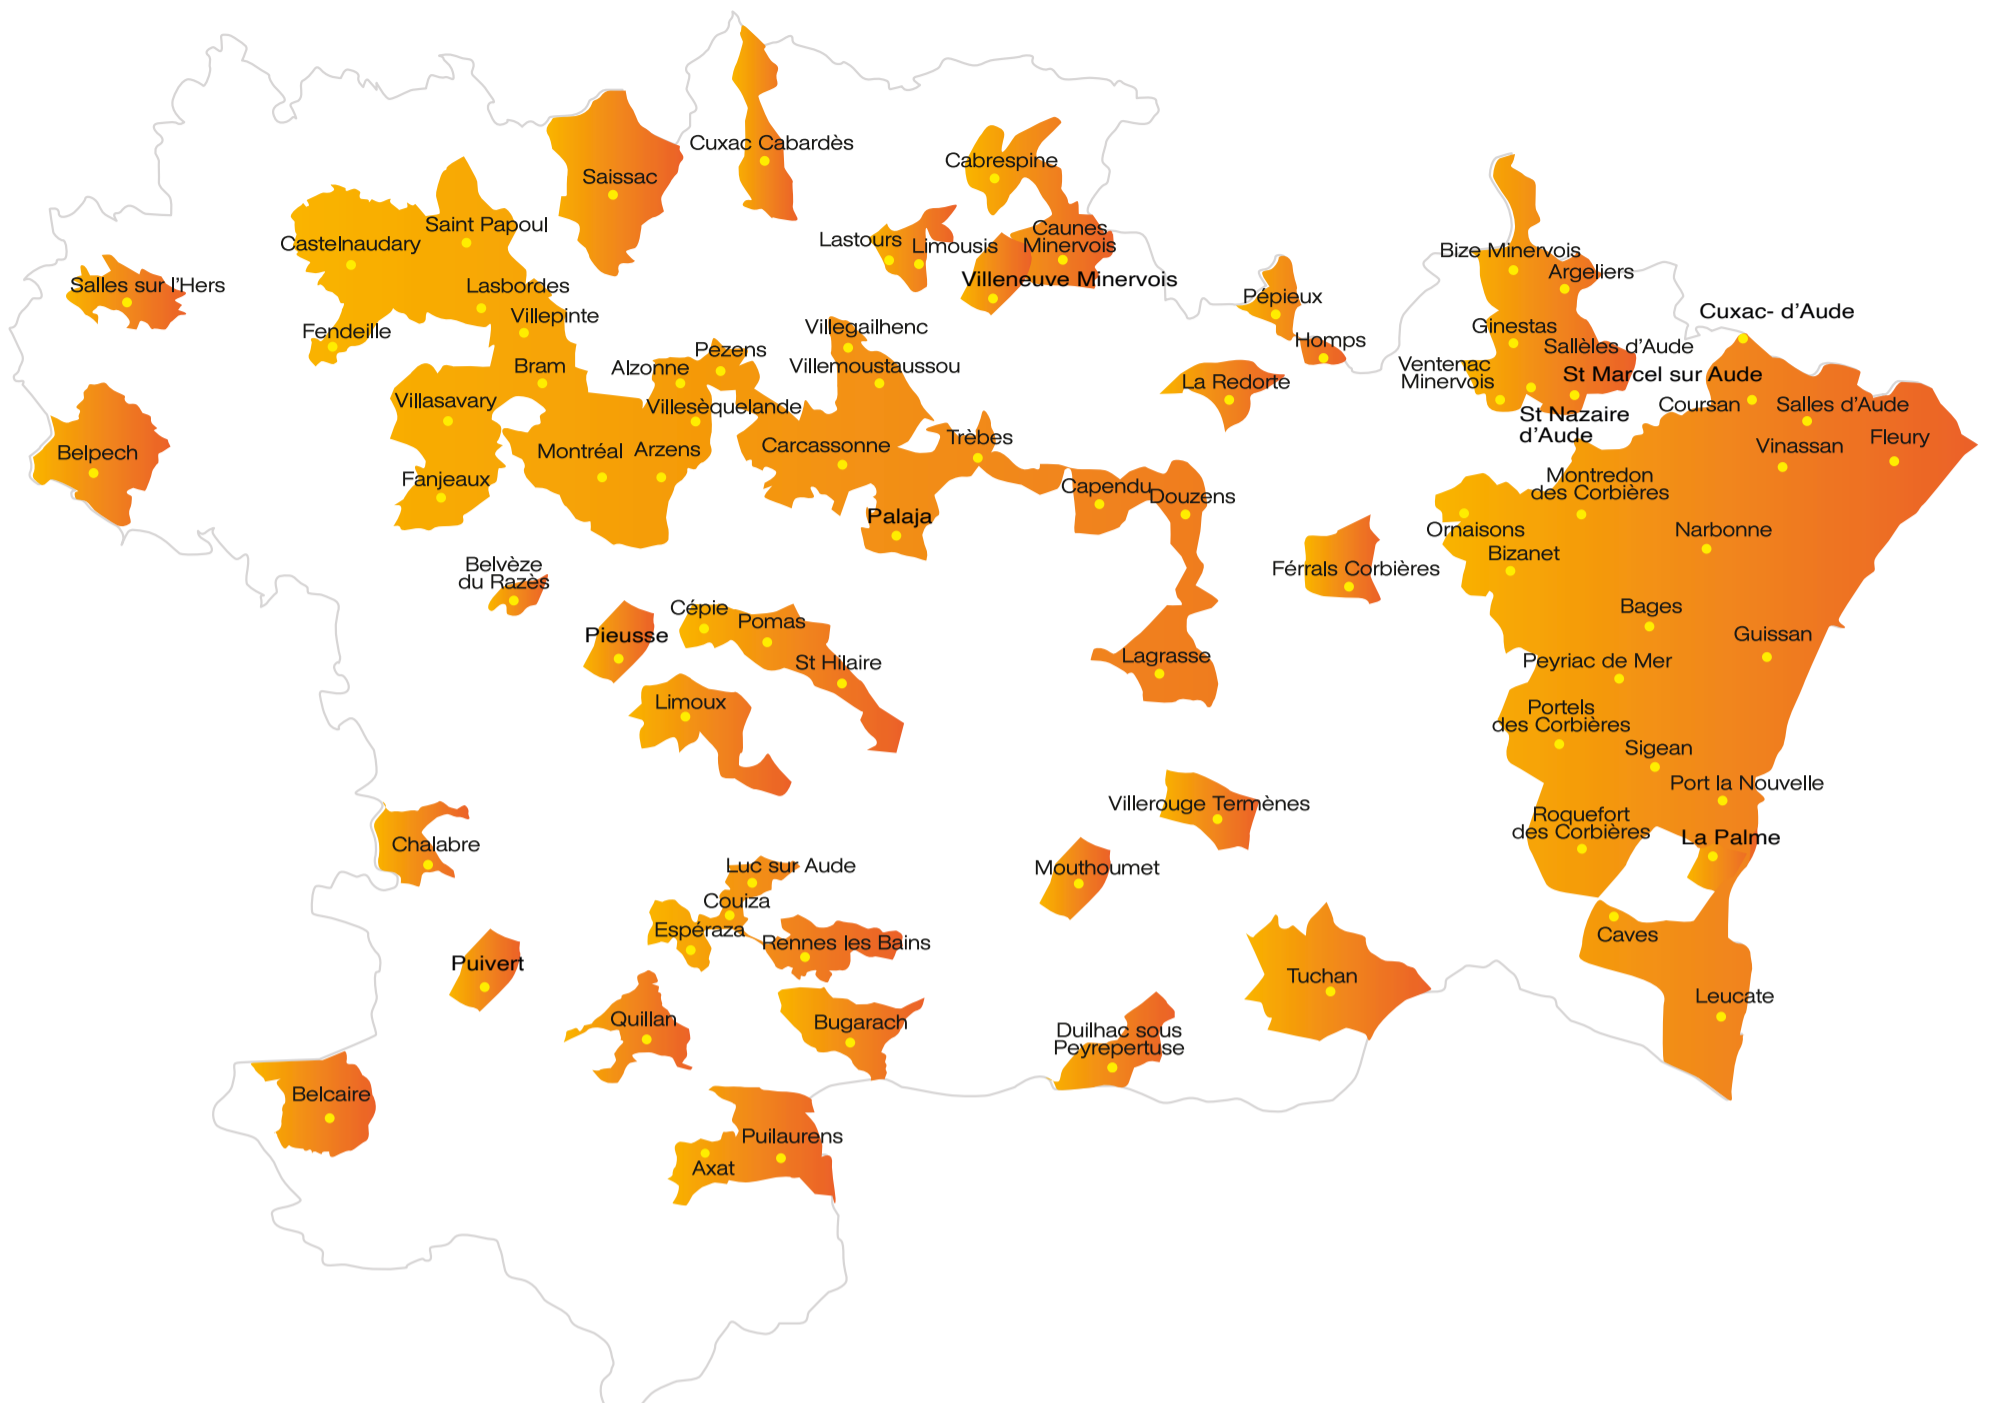 Cuxac Cabardès
Saissac
Cabrespine
Saint Papoul
Castelnaudary
Lastours
Limousis
Caunes
Minervois
Villeneuve Minervois
Bize Minervois
Argeliers
Salles sur l'Hers
Lasbordes
Villepinte
Fendeille
Pépieux
Homps
Cuxac- d'Aude
Ginestas
Sallèles d'Aude
Ventenac
Minervois
St Marcel sur Aude
St Nazaire
d'Aude
Coursan
Salles d'Aude
Vinassan
Fleury
Villegailhenc
Villemoustaussou
Pezens
Alzonne
Bram
Villesèquelande
Villasavary
La Redorte
Belpech
Montréal
Arzens
Carcassonne
Trèbes
Fanjeaux
Capendu
Douzens
Palaja
Montredon
des Corbières
Ornaisons
Bizanet
Narbonne
Belvèze
du Razès
Férrals Corbières
Cépie
Pomas
Pieusse
St Hilaire
Bages
Guissan
Lagrasse
Peyriac de Mer
Limoux
Portels
des Corbières
Sigean
Port la Nouvelle
Villerouge Termènes
Roquefort
des Corbières
La Palme
Chalabre
Luc sur Aude
Mouthoumet
Couiza
Espéraza
Rennes les Bains
Caves
Puivert
Tuchan
Leucate
Quillan
Bugarach
Duilhac sous
Peyrepertuse
Belcaire
Puilaurens
Axat